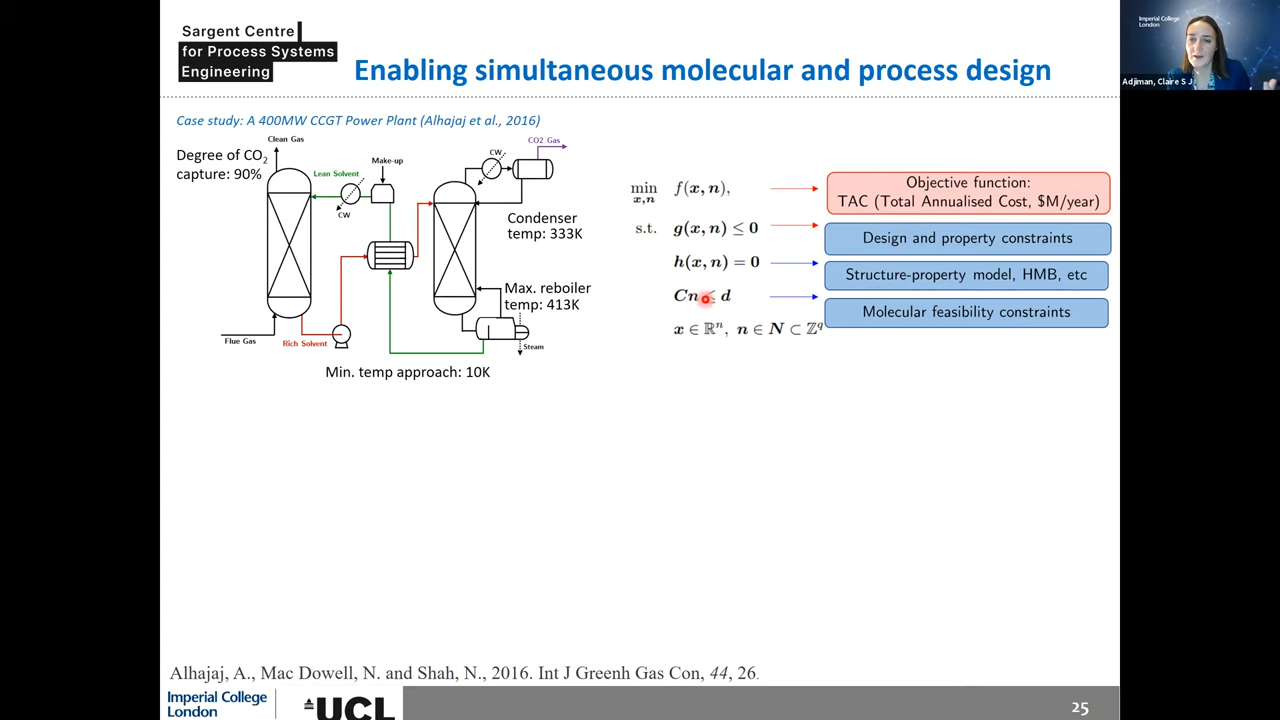 Sargent Centre
for Process Systems
Engineering
Enabling simultaneous molecular and process design
Imperial College
London
Adjiman, Claire S J
Case study: A 400MW CCGT Power Plant (Alhajaj et al., 2016)
Degree of CO2
capture: 90%
Clean Gas
Lean Solvent
Make-up
CW
CW
CO2 Gas
Condenser
temp: 333K
Max. reboiler
temp: 413K
Flue Gas
Rich Solvent
Steam
Min. temp approach: 10K
min x,n f(x, n),
s.t. g(x, n) ≤ 0
h(x, n) = 0
Cn ≤ d
x ∈ ℝⁿ, n ∈ N ⊂ ℤ^q
Objective function:
TAC (Total Annualised Cost, $M/year)
Design and property constraints
Structure-property model, HMB, etc
Molecular feasibility constraints
Alhajaj, A., Mac Dowell, N. and Shah, N., 2016. Int J Greenh Gas Con, 44, 26.
Imperial College
London
UCL
25